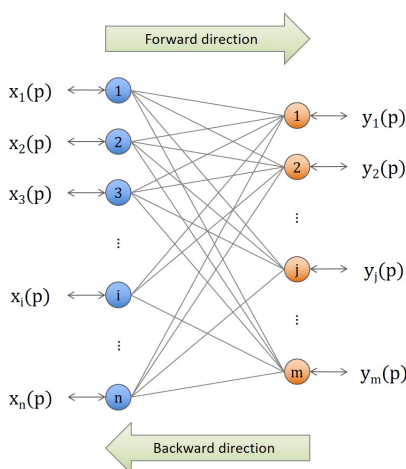 Forward direction
x₁(p)
1
1
y₁(p)
x₂(p)
2
2
y₂(p)
x₃(p)
3
⋮
⋮
j
yⱼ(p)
xᵢ(p)
i
⋮
⋮
m
yₘ(p)
xₙ(p)
n
Backward direction